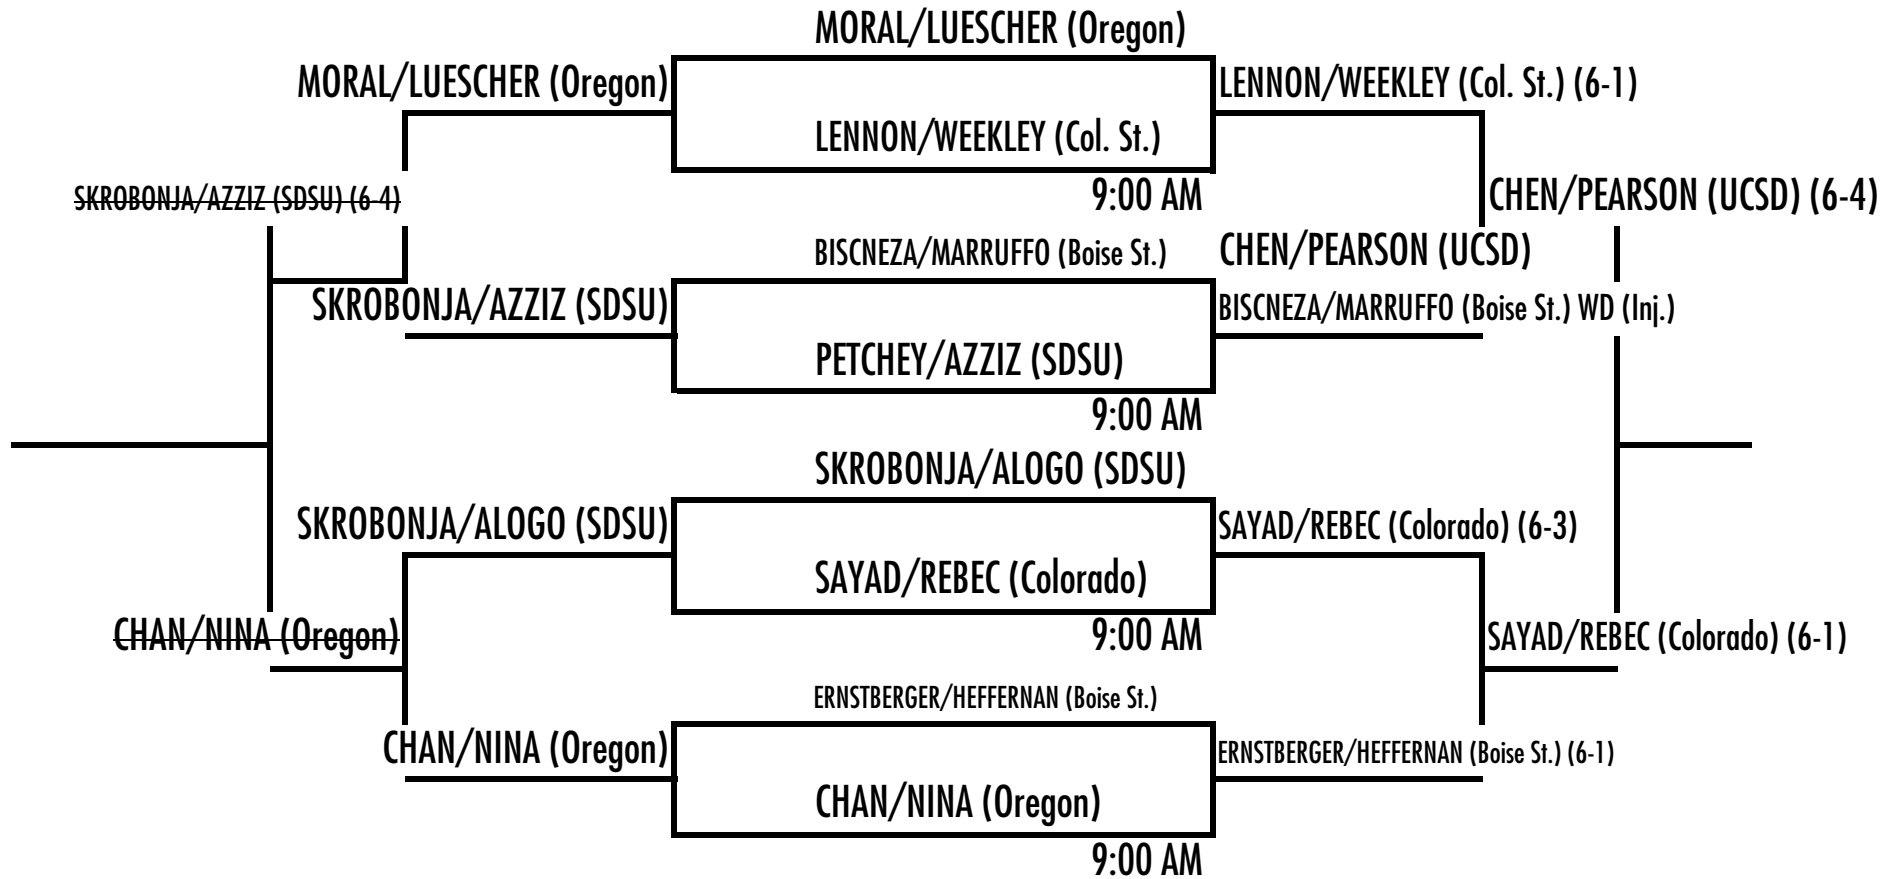 MORAL/LUESCHER (Oregon)
MORAL/LUESCHER (Oregon)
LENNON/WEEKLEY (Col. St.) (6-1)
LENNON/WEEKLEY (Col. St.)
SKROBONJA/AZZIZ (SDSU) (6-4)
9:00 AM
CHEN/PEARSON (UCSD) (6-4)
BISCNEZA/MARRUFFO (Boise St.)
CHEN/PEARSON (UCSD)
SKROBONJA/AZZIZ (SDSU)
BISCNEZA/MARRUFFO (Boise St.) WD (Inj.)
PETCHEY/AZZIZ (SDSU)
9:00 AM
SKROBONJA/ALOGO (SDSU)
SKROBONJA/ALOGO (SDSU)
SAYAD/REBEC (Colorado) (6-3)
SAYAD/REBEC (Colorado)
CHAN/NINA (Oregon)
9:00 AM
SAYAD/REBEC (Colorado) (6-1)
ERNSTBERGER/HEFFERNAN (Boise St.)
CHAN/NINA (Oregon)
ERNSTBERGER/HEFFERNAN (Boise St.) (6-1)
CHAN/NINA (Oregon)
9:00 AM